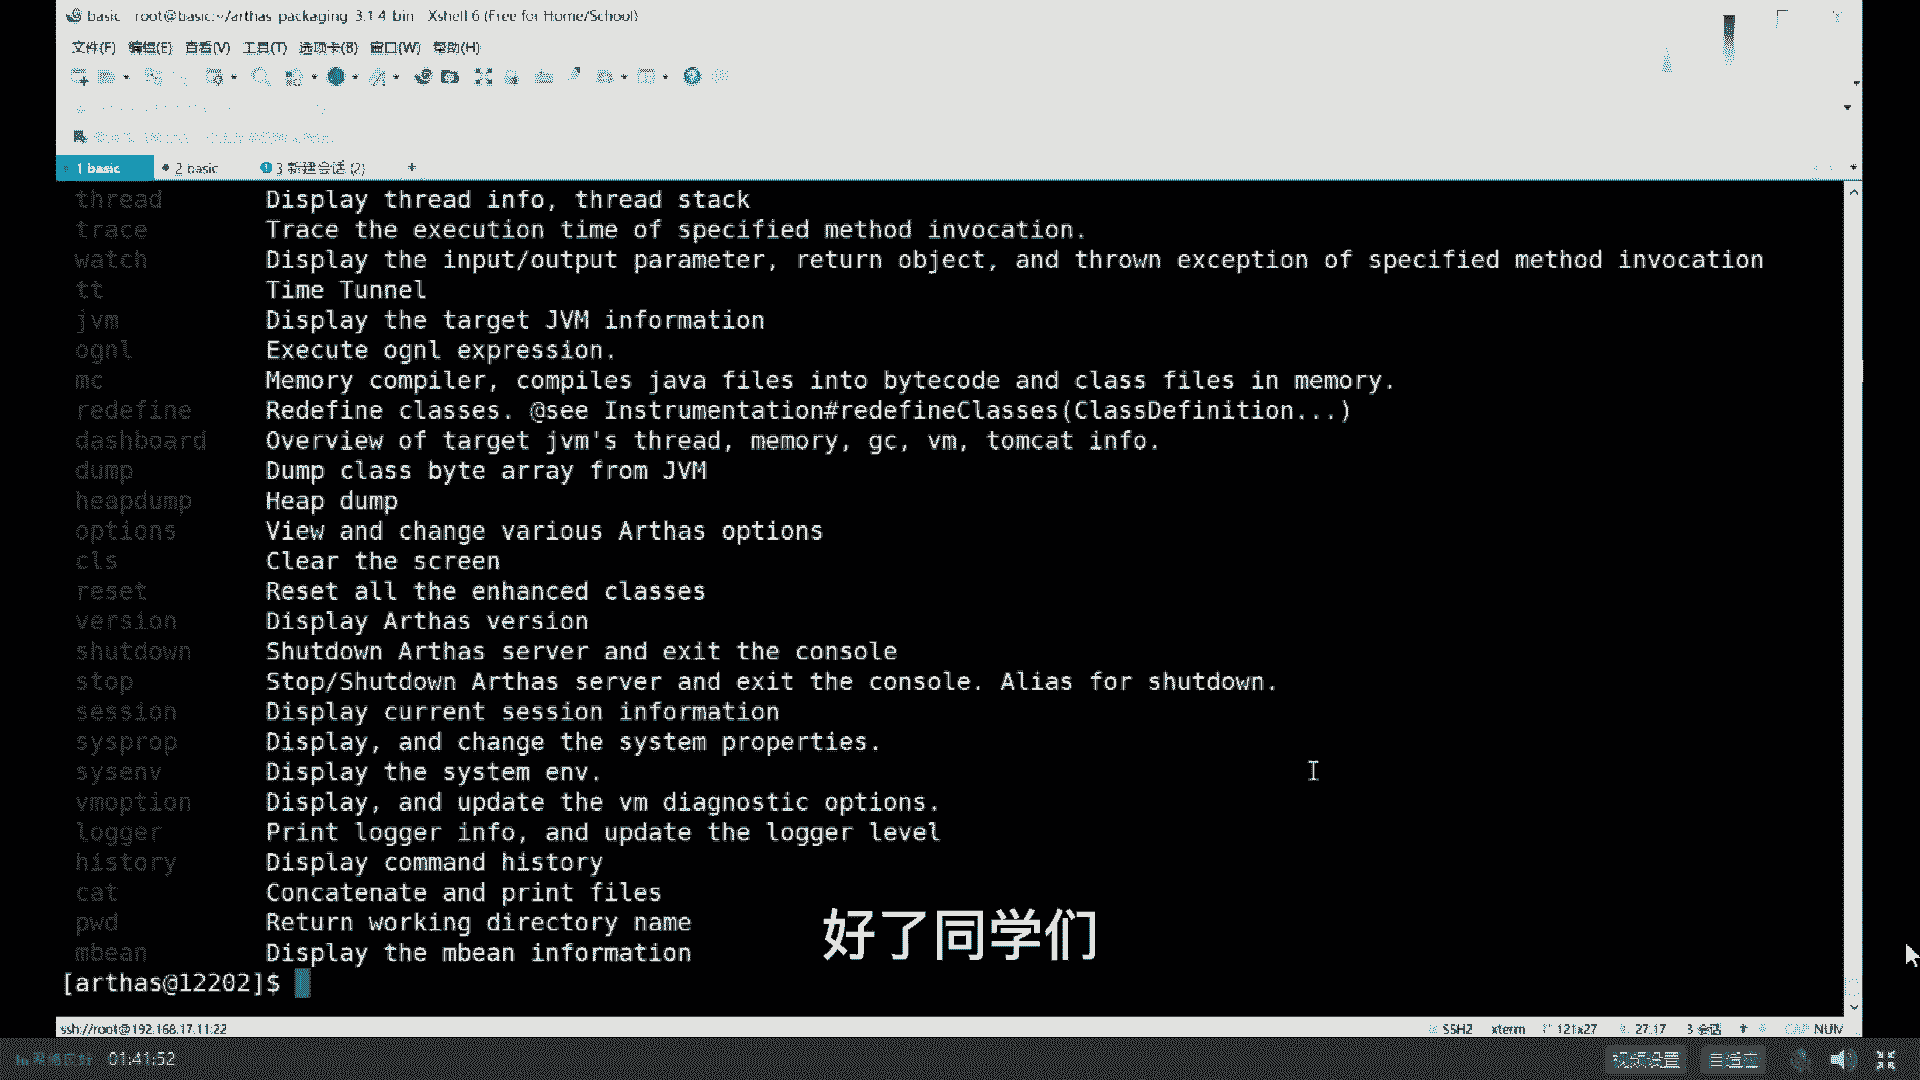 basic root@basic:~/arthas packaging 3.1.4 bin Xshell 6 (Free for Home/School)
文件(F) 编辑(E) 查看(V) 工具(T) 选项卡(B) 窗口(W) 帮助(H)
1 basic 2 basic 3 新建会话 (2) +
thread Display thread info, thread stack
trace Trace the execution time of specified method invocation.
watch Display the input/output parameter, return object, and thrown exception of specified method invocation
tt Time Tunnel
jvm Display the target JVM information
ognl Execute ognl expression.
mc Memory compiler, compiles java files into bytecode and class files in memory.
redefine Redefine classes. @see Instrumentation#redefineClasses(ClassDefinition...)
dashboard Overview of target jvm's thread, memory, gc, vm, tomcat info.
dump Dump class byte array from JVM
heapdump Heap dump
options View and change various Arthas options
cls Clear the screen
reset Reset all the enhanced classes
version Display Arthas version
shutdown Shutdown Arthas server and exit the console
stop Stop/Shutdown Arthas server and exit the console. Alias for shutdown.
session Display current session information
sysprop Display, and change the system properties.
sysenv Display the system env.
vmoption Display, and update the vm diagnostic options.
logger Print logger info, and update the logger level
history Display command history
cat Concatenate and print files
pwd Return working directory name
mbean Display the mbean information
好了同学们
[arthas@12202]$
ssh://root@192.168.17.11:22 SSH2 xterm 121x27 27,17 3 会话 CAP NUM
01:41:52 视频设置 自适应